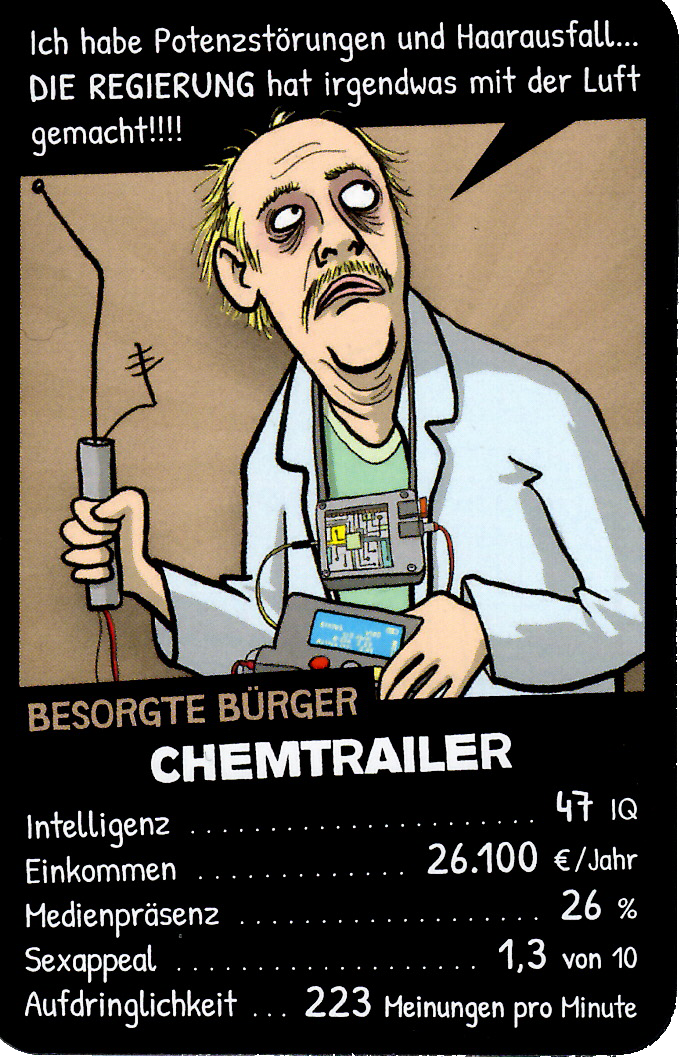 Ich habe Potenzstörungen und Haarausfall...
DIE REGIERUNG hat irgendwas mit der Luft
gemacht!!!!
BESORGTE BÜRGER
CHEMTRAILER
Intelligenz ........................ 47 IQ
Einkommen ............. 26.100 €/Jahr
Medienpräsenz ................... 26 %
Sexappeal ................... 1,3 von 10
Aufdringlichkeit ... 223 Meinungen pro Minute